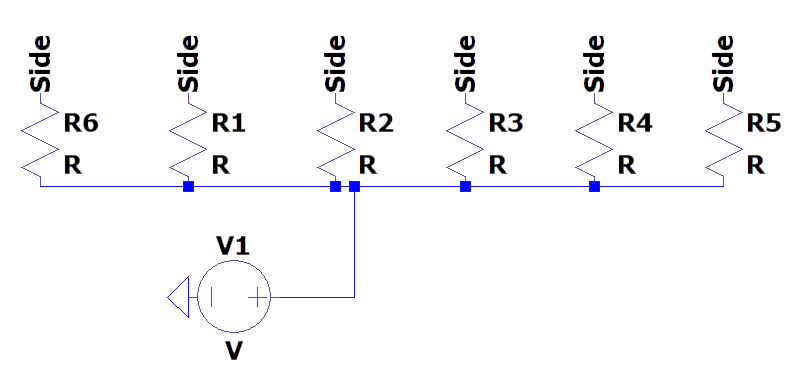 Side Side Side Side Side Side
R6 R1 R2 R3 R4 R5
R R R R R R
V1
V